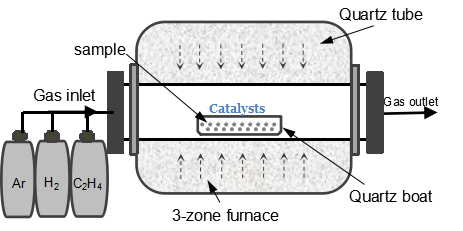 Quartz tube
sample
Catalysts
Gas inlet
Gas outlet
Ar
H₂
C₂H₄
Quartz boat
3-zone furnace